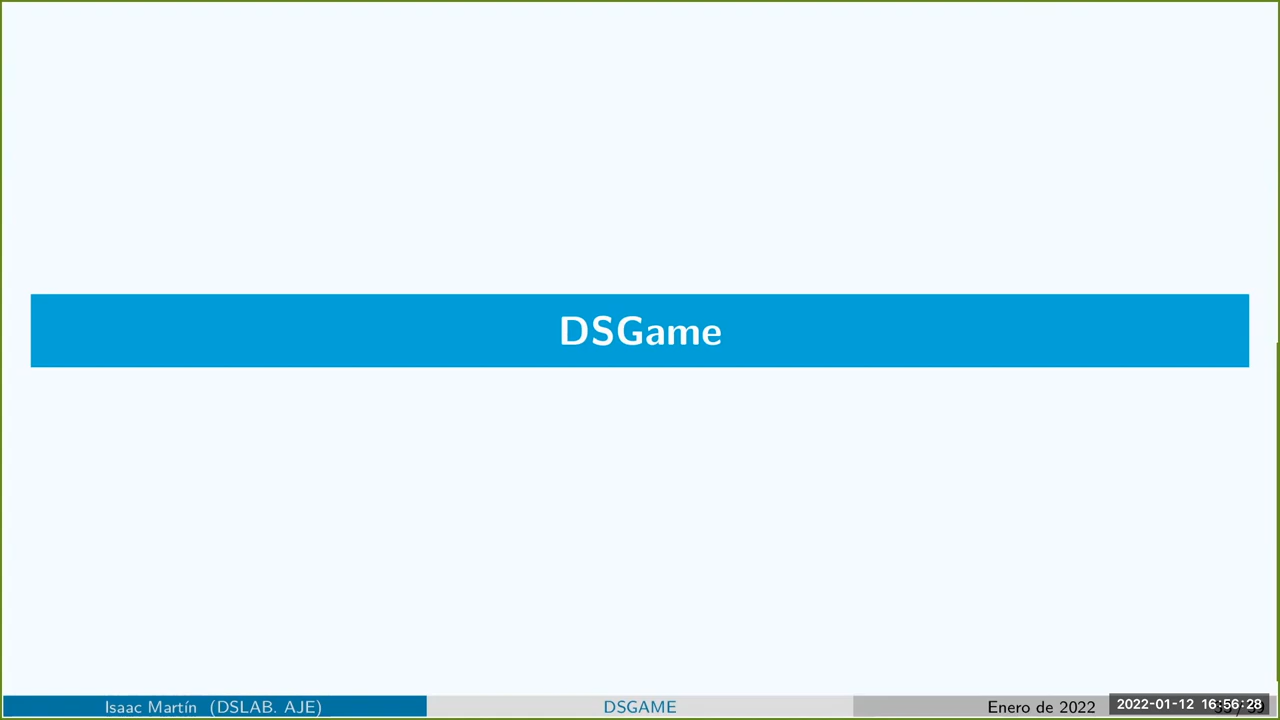 DSGame
Isaac Martín (DSLAB. AJE)
DSGAME
Enero de 2022
2022-01-12 16:56:28